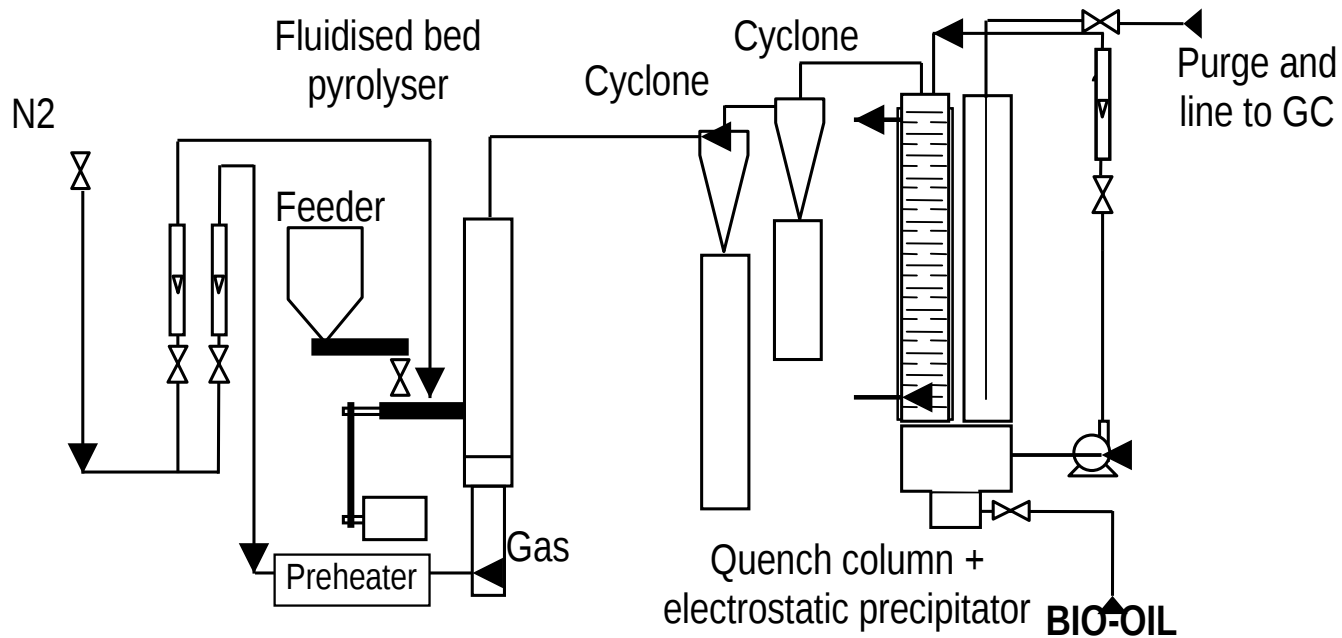 Fluidised bed
pyrolyser
Cyclone
Cyclone
Purge and
line to GC
N2
Feeder
Gas
Preheater
Quench column +
electrostatic precipitator
BIO-OIL